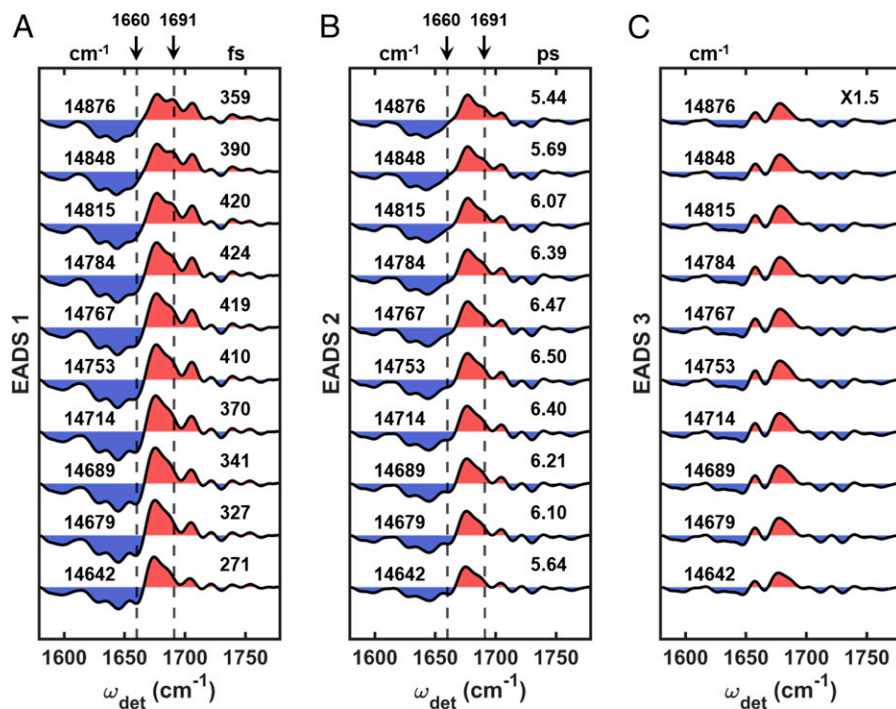 A
1660 1691
cm⁻¹ fs
14876 359
14848 390
14815 420
14784 424
14767 419
14753 410
14714 370
14689 341
14679 327
14642 271
EADS 1
1600 1650 1700 1750
ω_det (cm⁻¹)
B
1660 1691
cm⁻¹ ps
14876 5.44
14848 5.69
14815 6.07
14784 6.39
14767 6.47
14753 6.50
14714 6.40
14689 6.21
14679 6.10
14642 5.64
EADS 2
1600 1650 1700 1750
ω_det (cm⁻¹)
C
cm⁻¹
14876 X1.5
14848
14815
14784
14767
14753
14714
14689
14679
14642
EADS 3
1600 1650 1700 1750
ω_det (cm⁻¹)